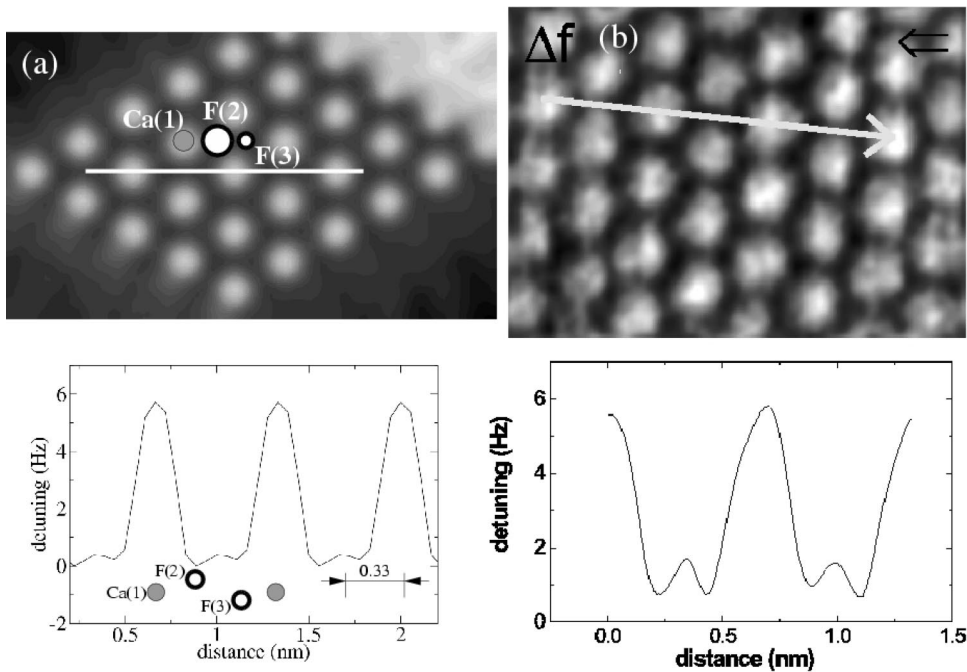 (a)
Ca(1)
F(2)
F(3)
Δf
(b)
6
4
2
0
-2
detuning (Hz)
F(2)
Ca(1)
F(3)
0.33
0.5
1
1.5
2
distance (nm)
6
4
2
0
detuning (Hz)
0.0
0.5
1.0
1.5
distance (nm)